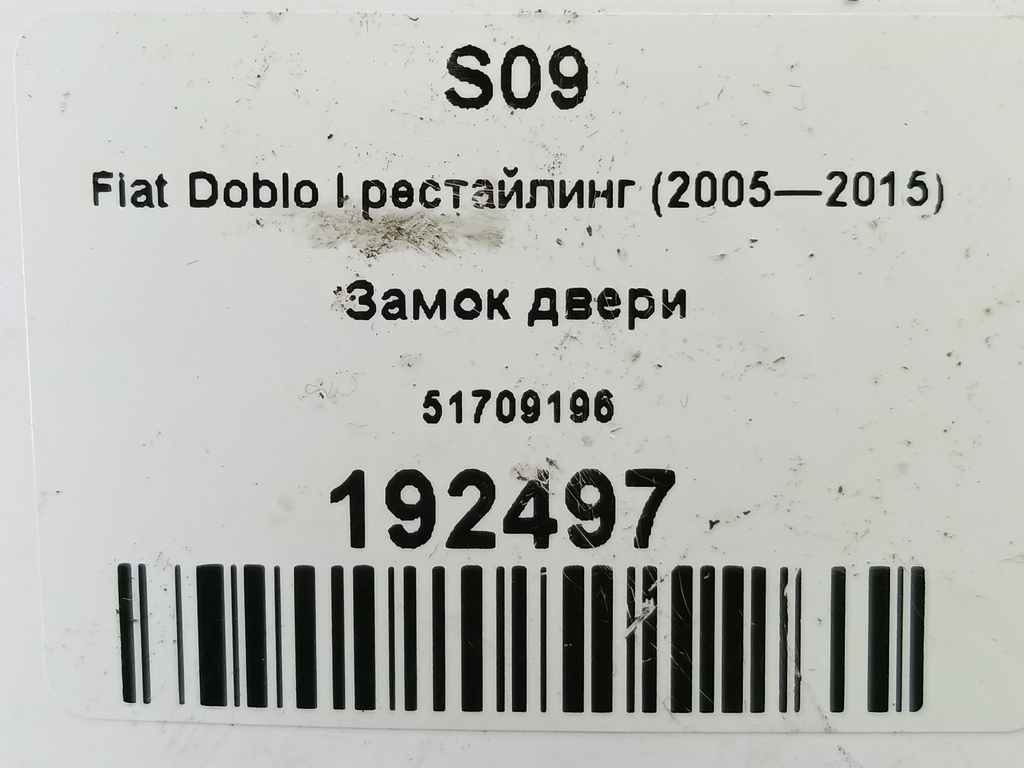 S09
Fiat Doblo I рестайлинг (2005—2015)
Замок двери
51709196
192497